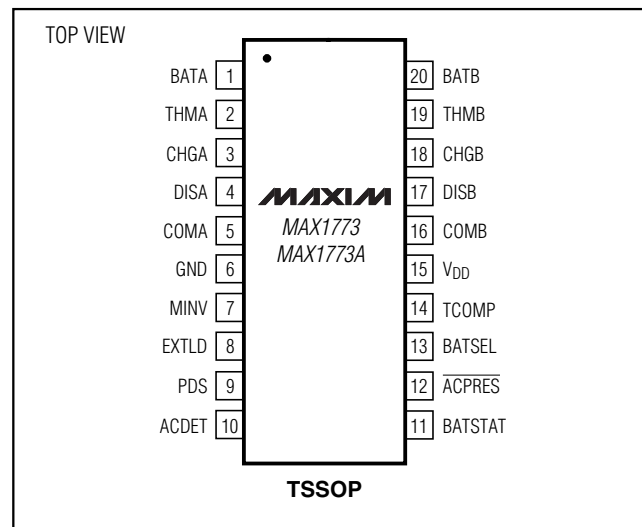 TOP VIEW
BATA 1
THMA 2
CHGA 3
DISA 4
COMA 5
GND 6
MINV 7
EXTLD 8
PDS 9
ACDET 10
MAXIM
MAX1773
MAX1773A
20 BATB
19 THMB
18 CHGB
17 DISB
16 COMB
15 VDD
14 TCOMP
13 BATSEL
12 ACPRES
11 BATSTAT
TSSOP